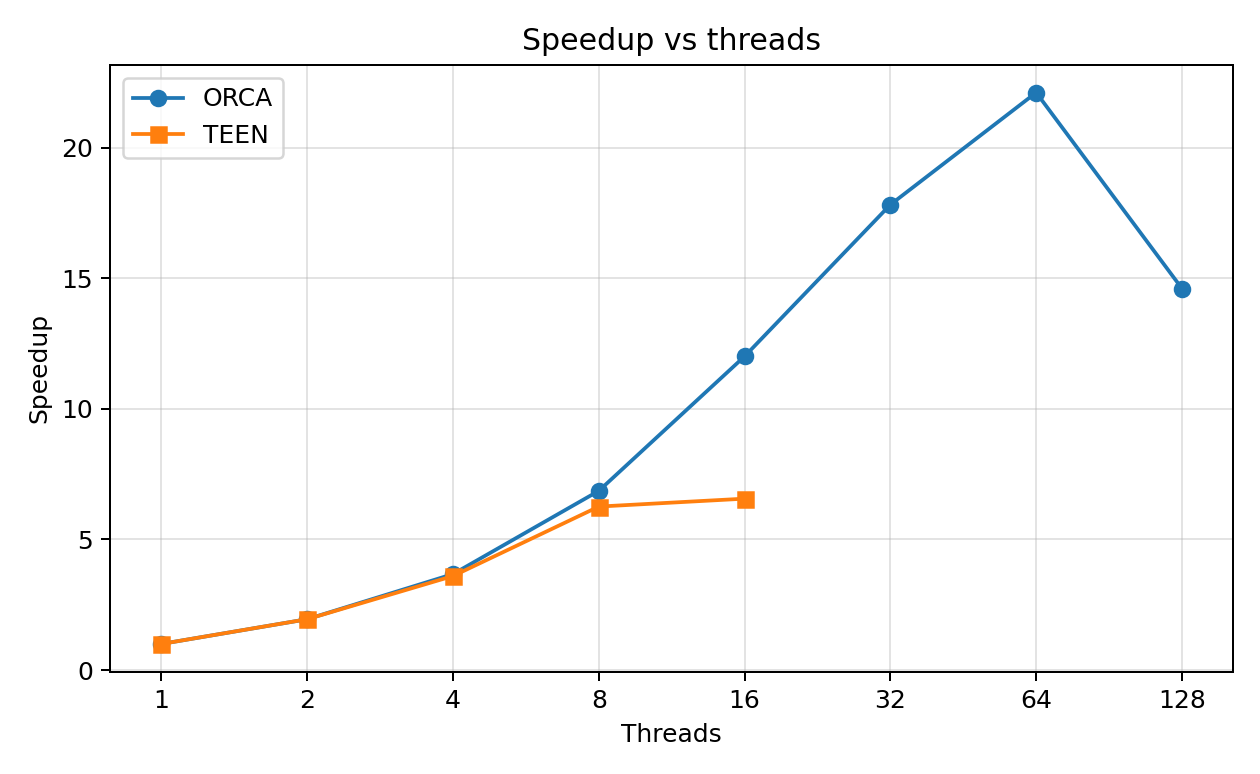 Speedup vs threads
ORCA
TEEN
Speedup
20
15
10
5
0
1 2 4 8 16 32 64 128
Threads